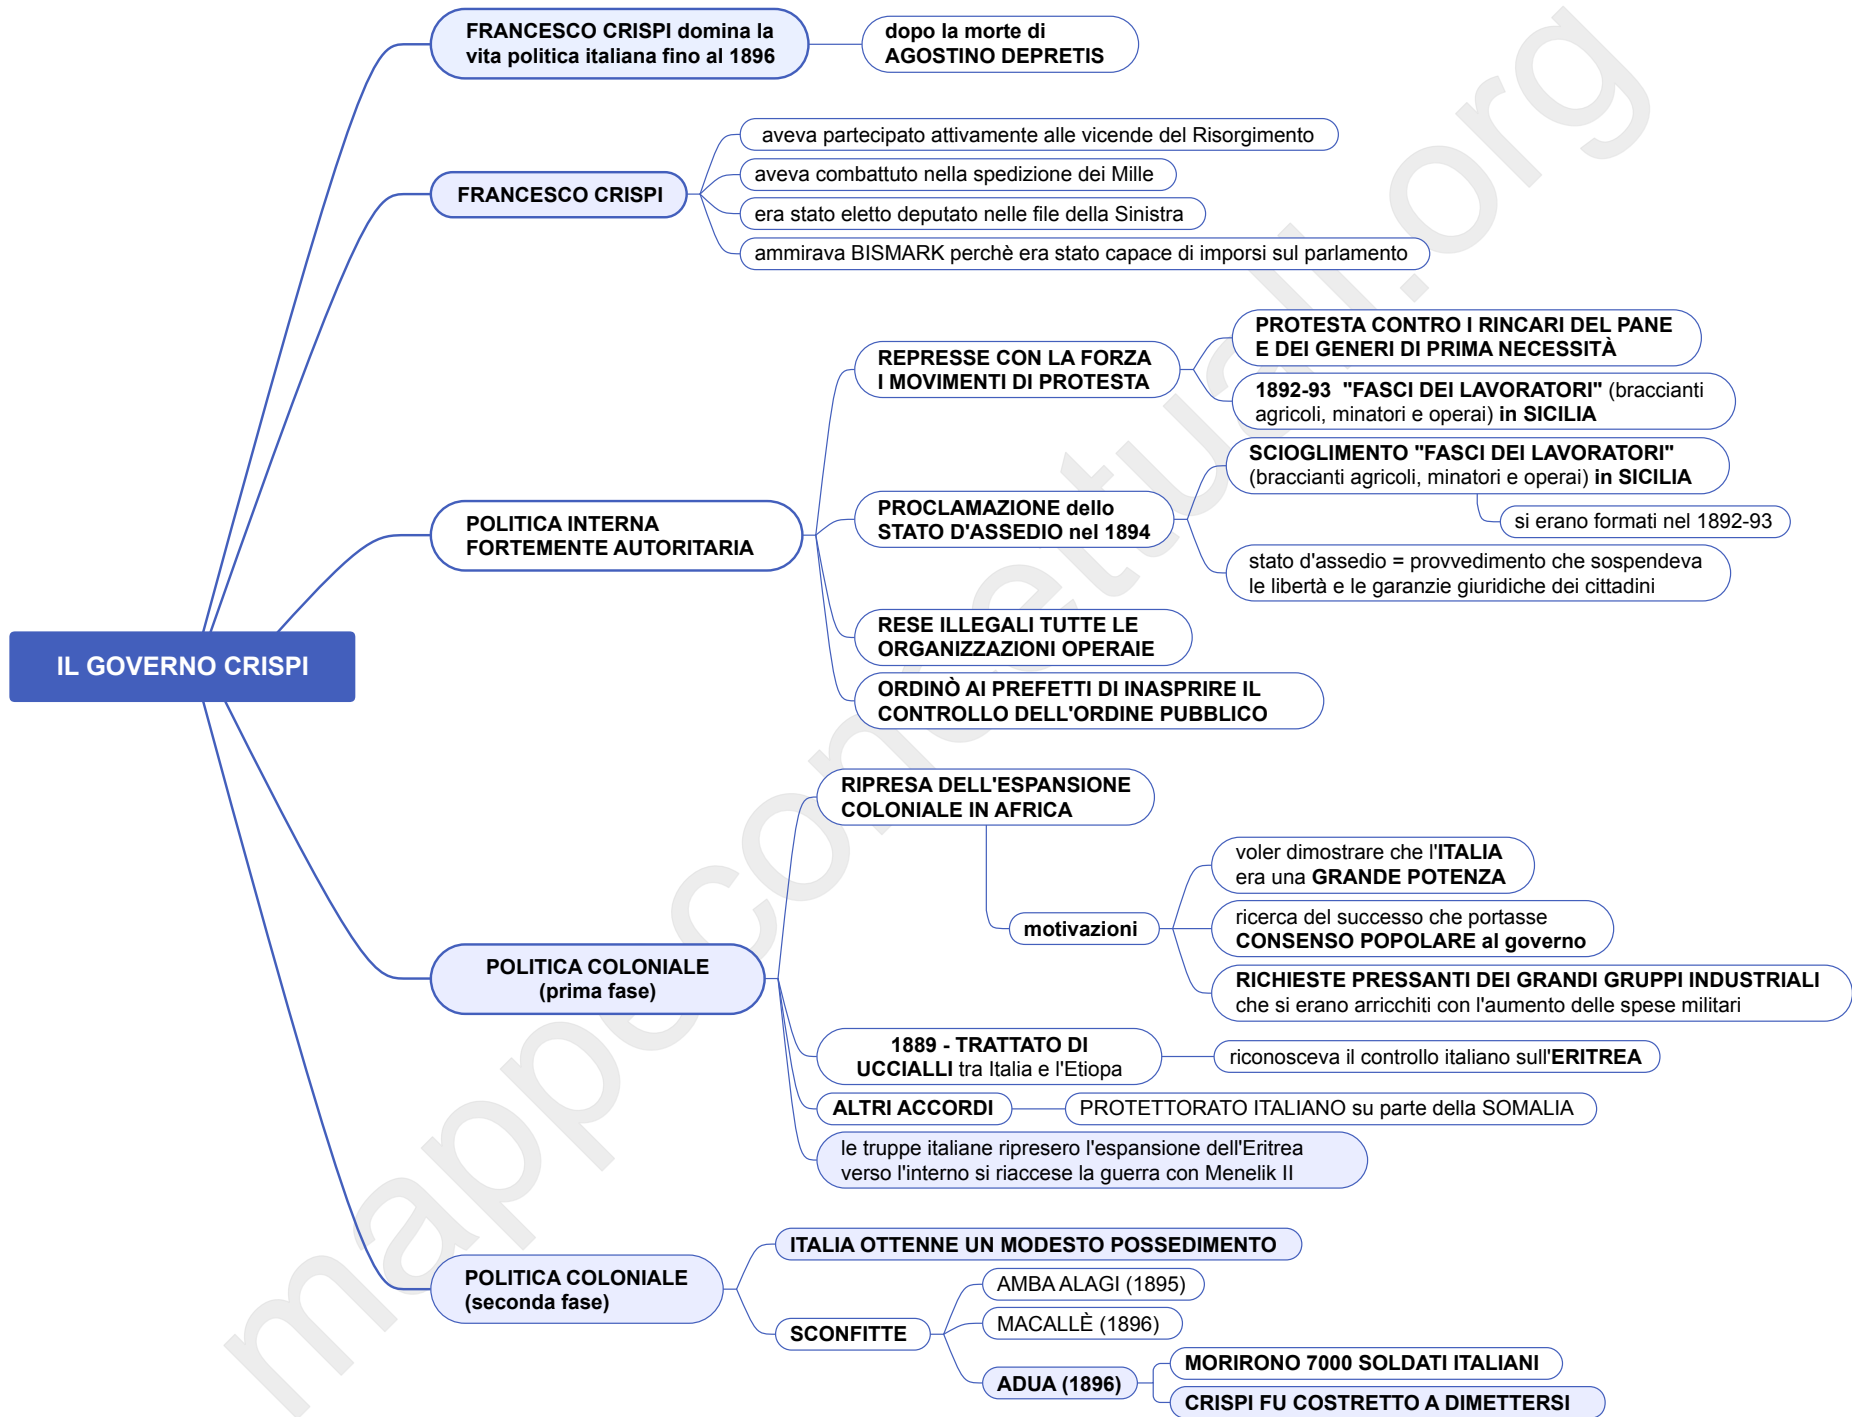 FRANCESCO CRISPI domina la
vita politica italiana fino al 1896
dopo la morte di
AGOSTINO DEPRETIS
FRANCESCO CRISPI
aveva partecipato attivamente alle vicende del Risorgimento
aveva combattuto nella spedizione dei Mille
era stato eletto deputato nelle file della Sinistra
ammirava BISMARK perchè era stato capace di imporsi sul parlamento
IL GOVERNO CRISPI
POLITICA INTERNA
FORTEMENTE AUTORITARIA
REPRESSE CON LA FORZA
I MOVIMENTI DI PROTESTA
PROTESTA CONTRO I RINCARI DEL PANE
E DEI GENERI DI PRIMA NECESSITÀ
1892-93 "FASCI DEI LAVORATORI" (braccianti
agricoli, minatori e operai) in SICILIA
PROCLAMAZIONE dello
STATO D'ASSEDIO nel 1894
SCIOGLIMENTO "FASCI DEI LAVORATORI"
(braccianti agricoli, minatori e operai) in SICILIA
si erano formati nel 1892-93
stato d'assedio = provvedimento che sospendeva
le libertà e le garanzie giuridiche dei cittadini
RESE ILLEGALI TUTTE LE
ORGANIZZAZIONI OPERAIE
ORDINÒ AI PREFETTI DI INASPRIRE IL
CONTROLLO DELL'ORDINE PUBBLICO
POLITICA COLONIALE
(prima fase)
RIPRESA DELL'ESPANSIONE
COLONIALE IN AFRICA
motivazioni
voler dimostrare che l'ITALIA
era una GRANDE POTENZA
ricerca del successo che portasse
CONSENSO POPOLARE al governo
RICHIESTE PRESSANTI DEI GRANDI GRUPPI INDUSTRIALI
che si erano arricchiti con l'aumento delle spese militari
1889 - TRATTATO DI
UCCIALLI tra Italia e l'Etiopa
riconosceva il controllo italiano sull'ERITREA
ALTRI ACCORDI
PROTETTORATO ITALIANO su parte della SOMALIA
le truppe italiane ripresero l'espansione dell'Eritrea
verso l'interno si riaccese la guerra con Menelik II
POLITICA COLONIALE
(seconda fase)
ITALIA OTTENNE UN MODESTO POSSEDIMENTO
SCONFITTE
AMBA ALAGI (1895)
MACALLÈ (1896)
ADUA (1896)
MORIRONO 7000 SOLDATI ITALIANI
CRISPI FU COSTRETTO A DIMETTERSI
mappeconcettuali.org